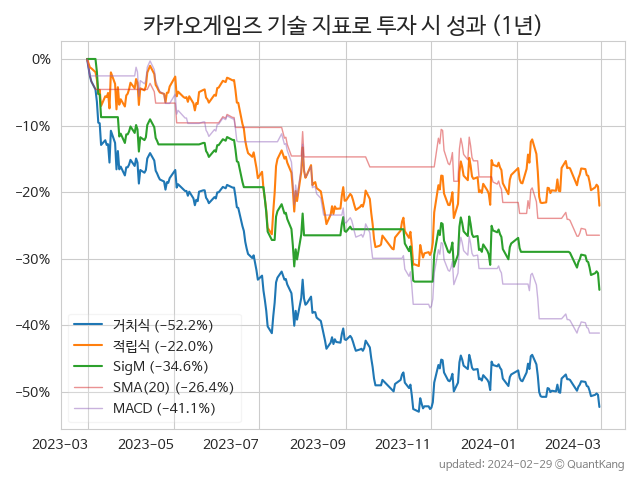 카카오게임즈 기술 지표로 투자 시 성과 (1년)
0%
−10%
−20%
−30%
−40%
−50%
거치식 (−52.2%)
적립식 (−22.0%)
SigM (−34.6%)
SMA(20) (−26.4%)
MACD (−41.1%)
2023−03 2023−05 2023−07 2023−09 2023−11 2024−01 2024−03
updated: 2024−02−29 ⓒ QuantKang